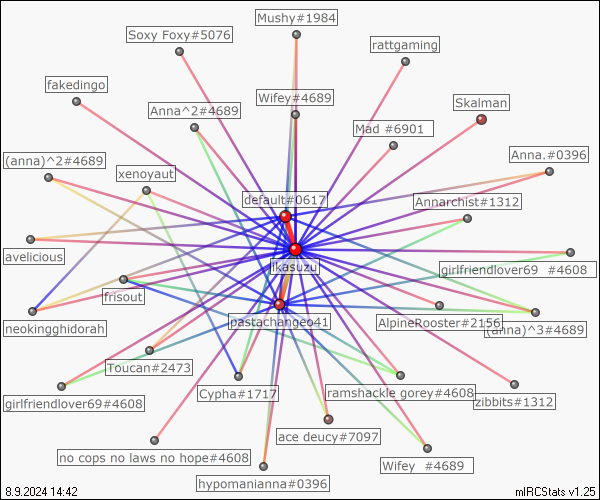 Mushy#1984
Soxy Foxy#5076
rattgaming
fakedingo
Wifey#4689
Skalman
Anna^2#4689
Mad #6901
(anna)^2#4689
Anna.#0396
xenoyaut
default#0617
Annarchist#1312
avelicious
likasuzu
girlfriendlover69 #4608
frisout
neokingghidorah
pastachangeo41
AlpineRooster#2156
(anna)^3#4689
Toucan#2473
girlfriendlover69#4608
Cypha#1717
ramshackle gorey#4608
zibbits#1312
ace deucy#7097
no cops no laws no hope#4608
Wifey #4689
hypomanianna#0396
8.9.2024 14:42
mIRCStats v1.25